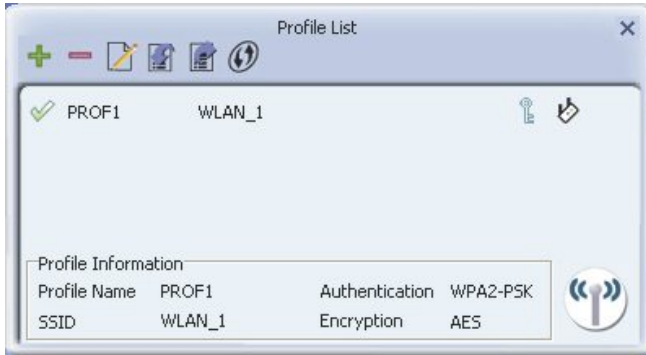 Profile List
PROF1 WLAN_1
Profile Information
Profile Name PROF1 Authentication WPA2-PSK
SSID WLAN_1 Encryption AES